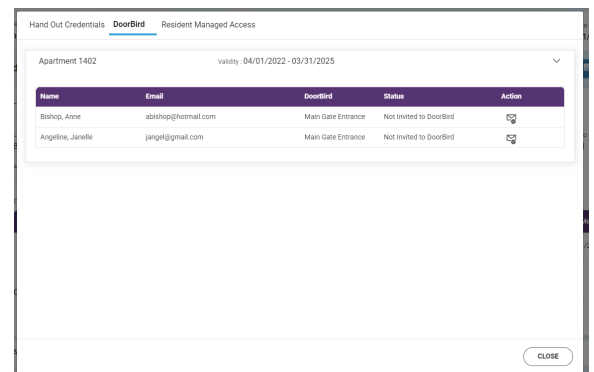 Hand Out Credentials DoorBird Resident Managed Access
Apartment 1402 Validity : 04/01/2022 - 03/31/2025
Name Email DoorBird Status Action
Bishop, Anne abishop@hotmail.com Main Gate Entrance Not Invited to DoorBird
Angeline, Janelle jangel@gmail.com Main Gate Entrance Not Invited to DoorBird
CLOSE